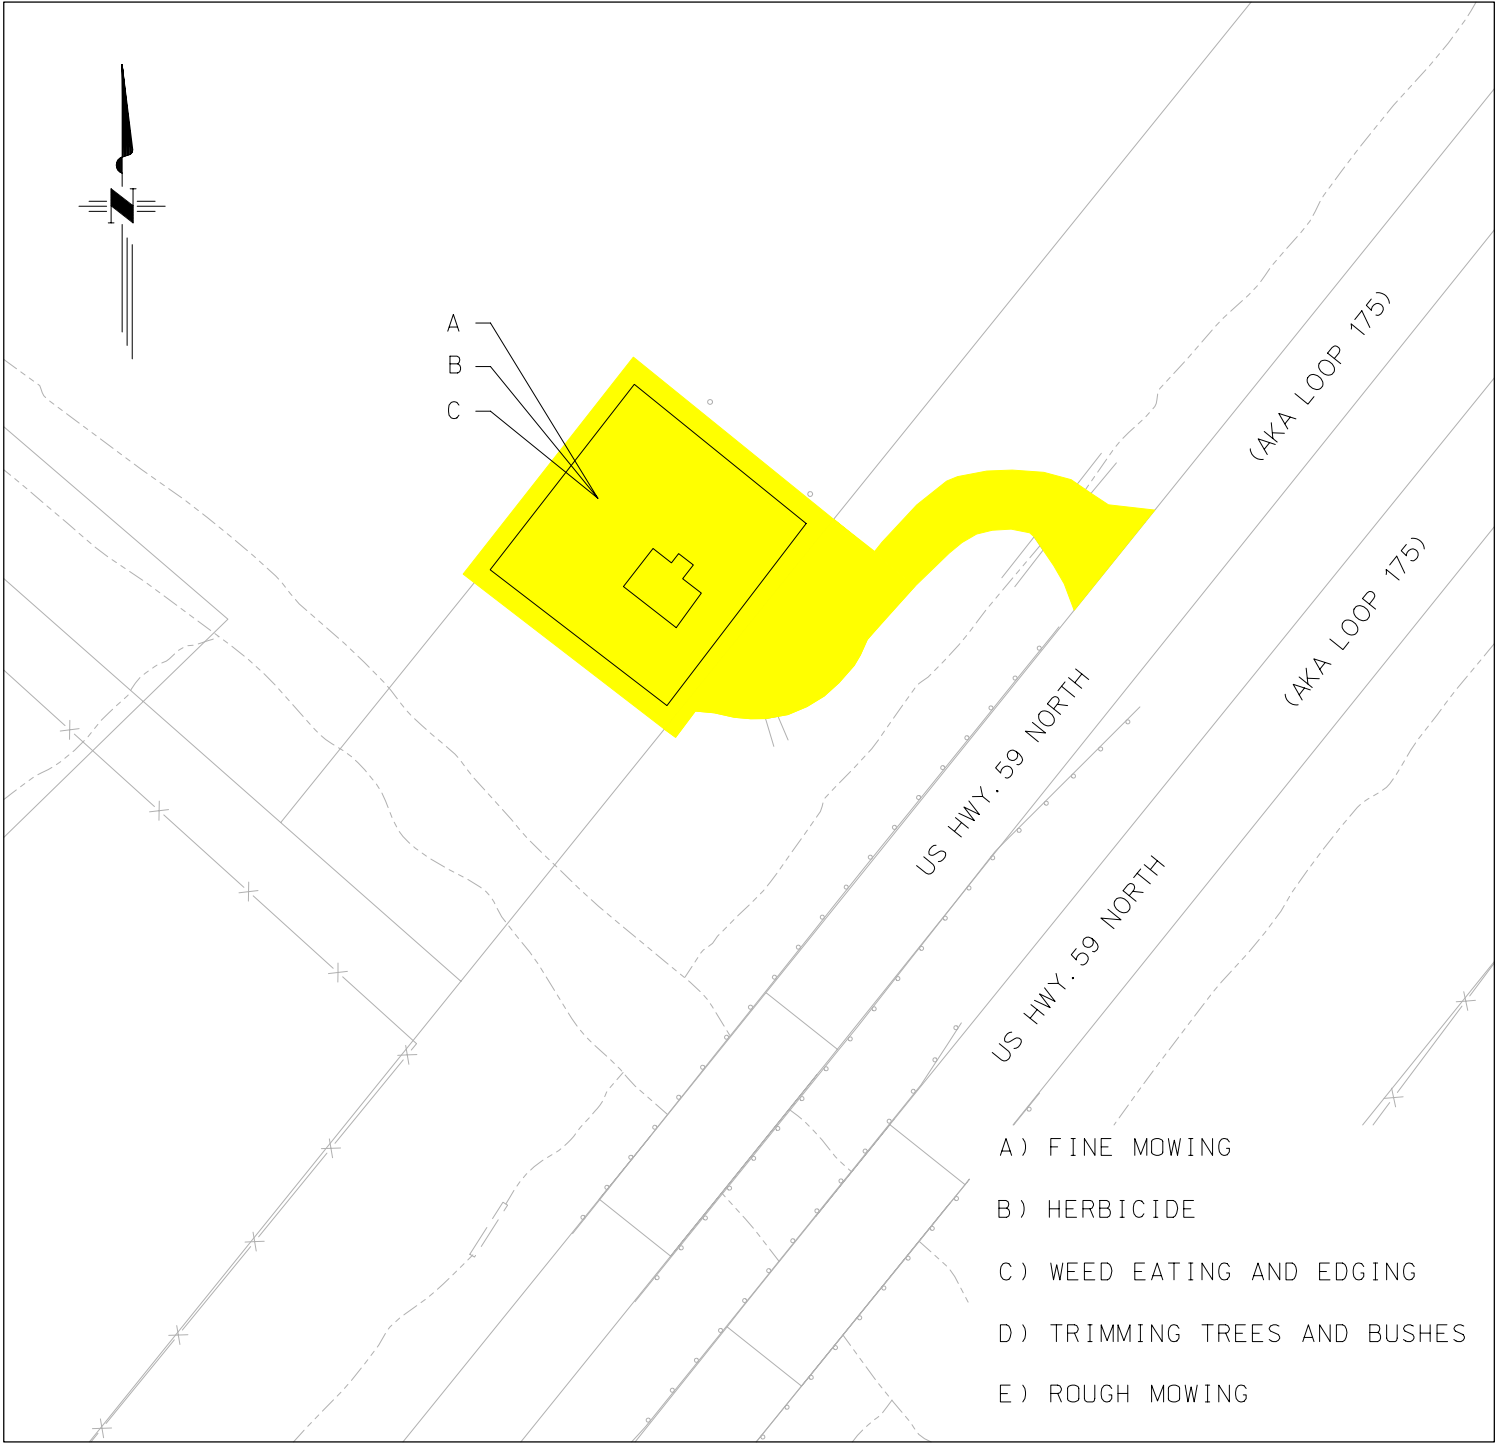 N
A
B
C
(AKA LOOP 175)
(AKA LOOP 175)
US HWY. 59 NORTH
US HWY. 59 NORTH
A) FINE MOWING
B) HERBICIDE
C) WEED EATING AND EDGING
D) TRIMMING TREES AND BUSHES
E) ROUGH MOWING